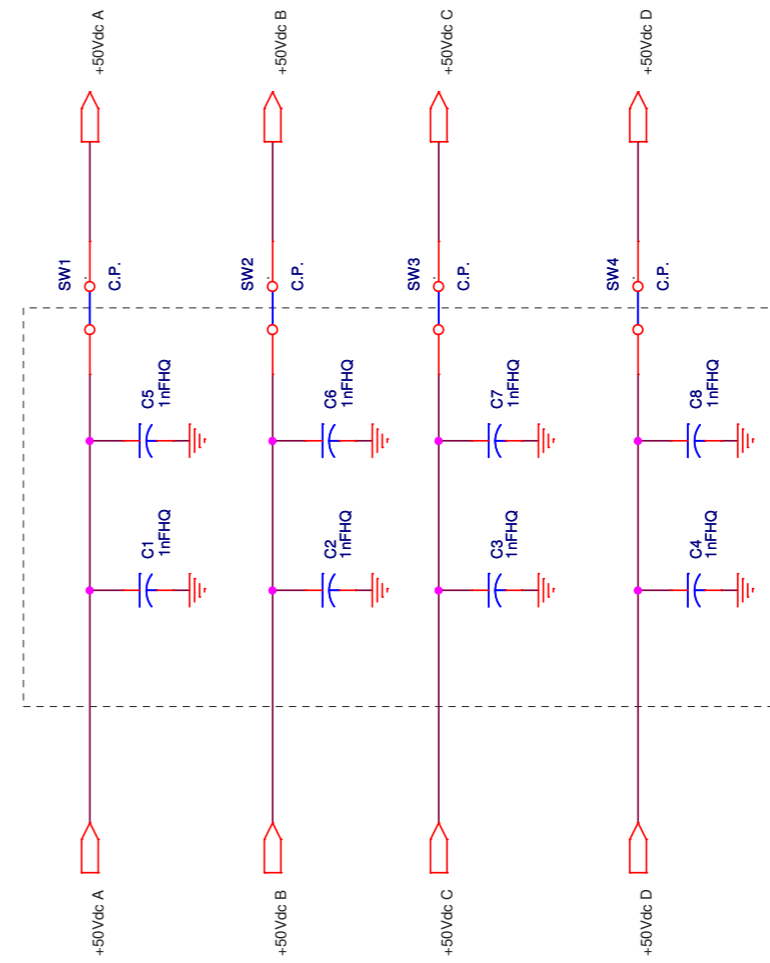 +50Vdc A
+50Vdc B
+50Vdc C
+50Vdc D
SW1
C.P.
SW2
C.P.
SW3
C.P.
SW4
C.P.
C5
1nFHQ
C6
1nFHQ
C7
1nFHQ
C8
1nFHQ
C1
1nFHQ
C2
1nFHQ
C3
1nFHQ
C4
1nFHQ
+50Vdc A
+50Vdc B
+50Vdc C
+50Vdc D